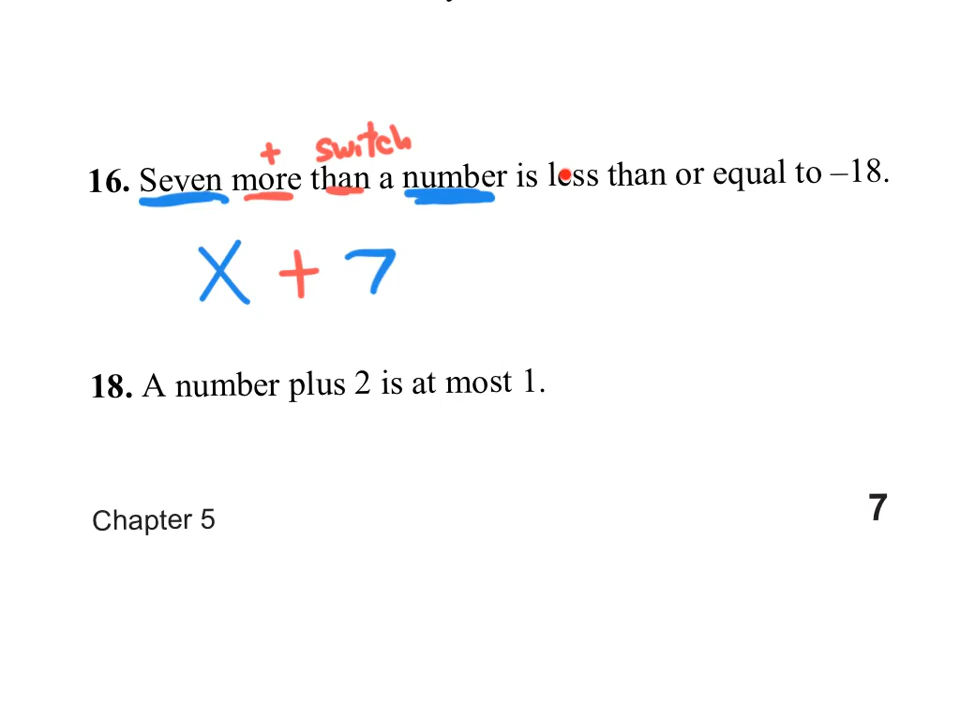 + switch
16. Seven more than a number is less than or equal to –18.
x + 7
18. A number plus 2 is at most 1.
Chapter 5
7